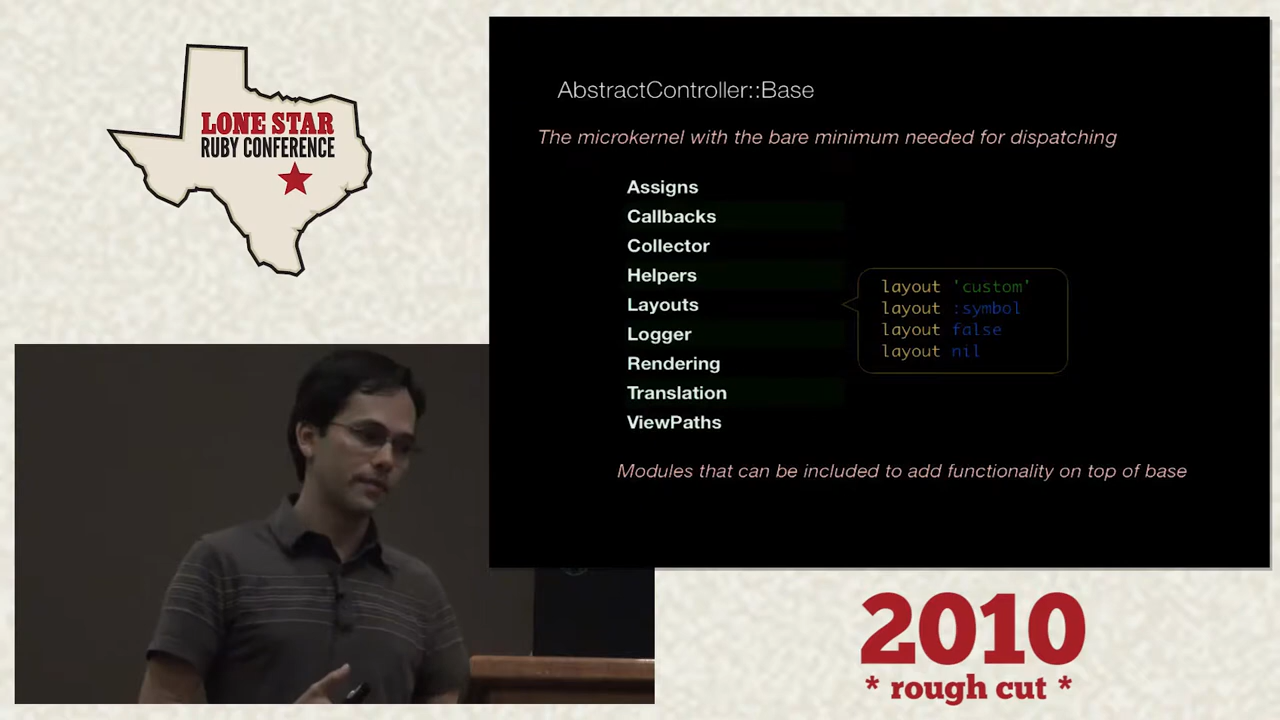 LONE STAR
RUBY CONFERENCE
AbstractController::Base
The microkernel with the bare minimum needed for dispatching
Assigns
Callbacks
Collector
Helpers
Layouts
Logger
Rendering
Translation
ViewPaths
layout 'custom'
layout :symbol
layout false
layout nil
Modules that can be included to add functionality on top of base
2010
* rough cut *